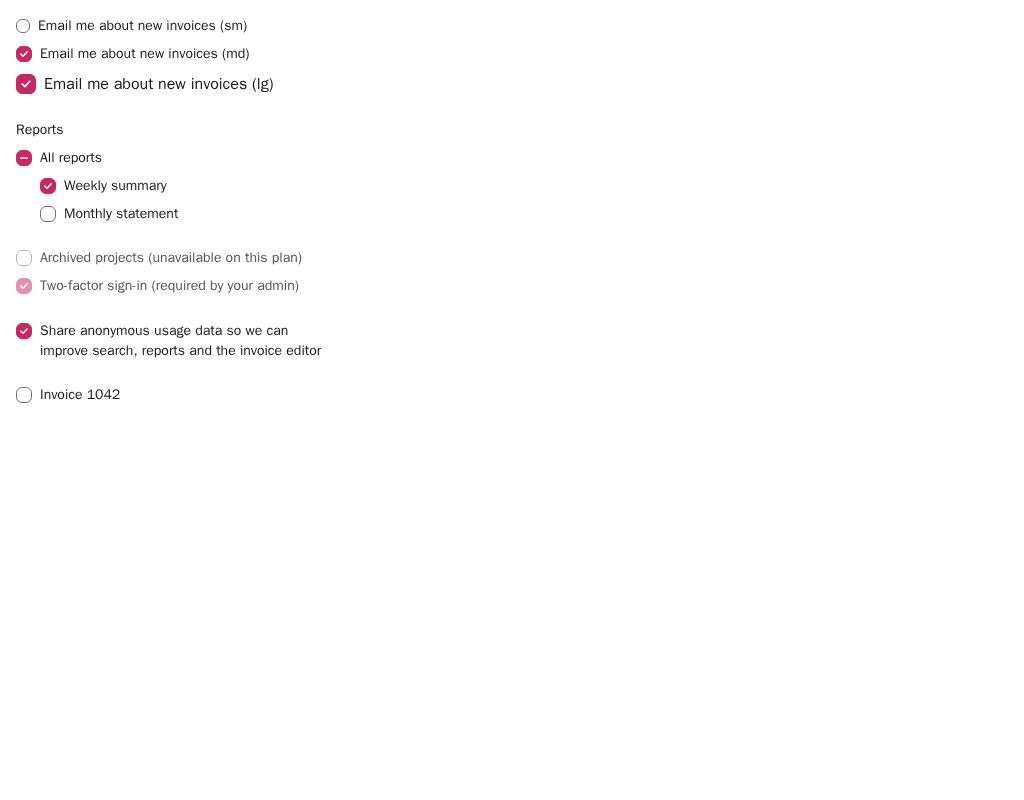 Email me about new invoices (sm)
Email me about new invoices (md)
Email me about new invoices (lg)
Reports
All reports
Weekly summary
Monthly statement
Archived projects (unavailable on this plan)
Two-factor sign-in (required by your admin)
Share anonymous usage data so we can
improve search, reports and the invoice editor
Invoice 1042